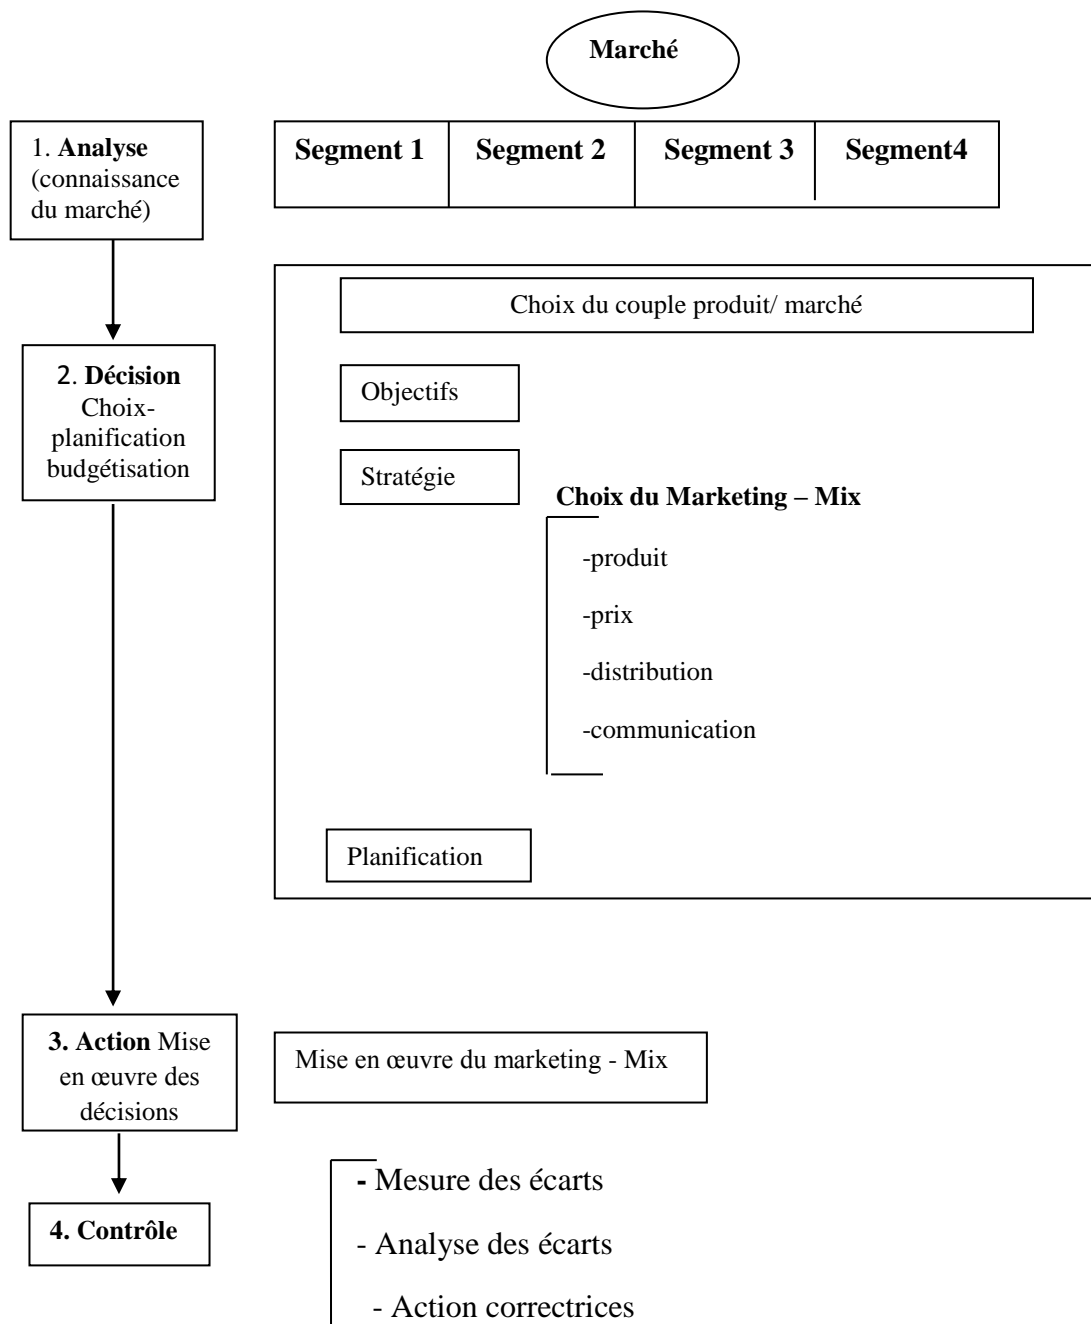 Marché
1. Analyse
(connaissance
du marché)
Segment 1
Segment 2
Segment 3
Segment4
Choix du couple produit/ marché
2. Décision
Choix-
planification
budgétisation
Objectifs
Stratégie
Choix du Marketing – Mix
-produit
-prix
-distribution
-communication
Planification
3. Action Mise
en œuvre des
décisions
Mise en œuvre du marketing - Mix
4. Contrôle
- Mesure des écarts
- Analyse des écarts
- Action correctrices